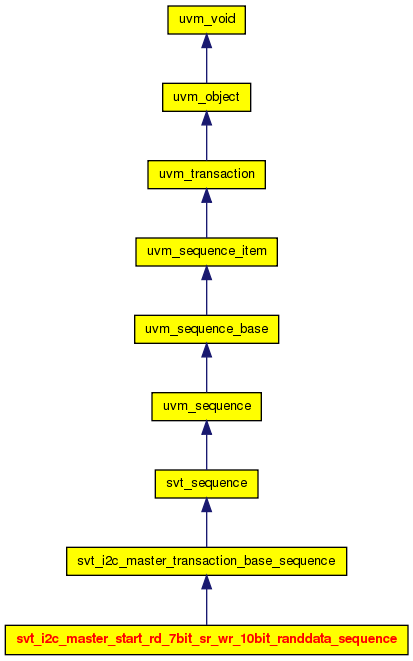 uvm_void
uvm_object
uvm_transaction
uvm_sequence_item
uvm_sequence_base
uvm_sequence
svt_sequence
svt_i2c_master_transaction_base_sequence
svt_i2c_master_start_rd_7bit_sr_wr_10bit_randdata_sequence